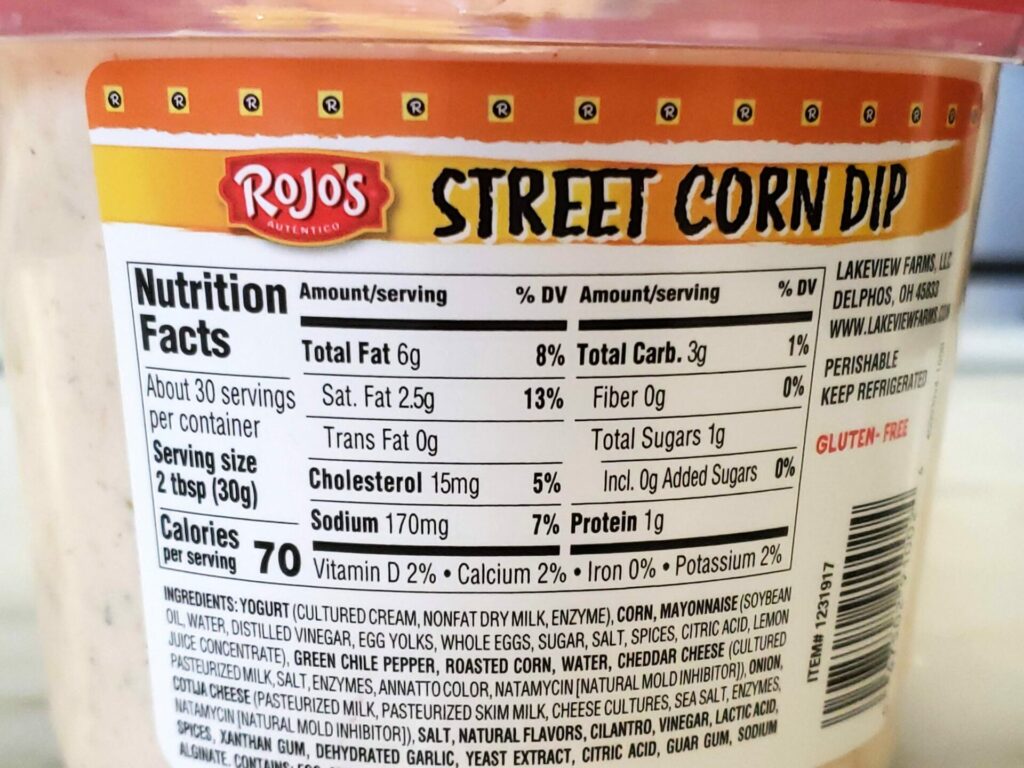 ROJO'S
AUTÉNTICO
STREET CORN DIP
Nutrition
Facts
About 30 servings
per container
Serving size
2 tbsp (30g)
Calories
per serving 70
Amount/serving % DV
Total Fat 6g 8%
Sat. Fat 2.5g 13%
Trans Fat 0g
Cholesterol 15mg 5%
Sodium 170mg 7%
Amount/serving % DV
Total Carb. 3g 1%
Fiber 0g 0%
Total Sugars 1g
Incl. 0g Added Sugars 0%
Protein 1g
Vitamin D 2% • Calcium 2% • Iron 0% • Potassium 2%
INGREDIENTS: YOGURT (CULTURED CREAM, NONFAT DRY MILK, ENZYME), CORN, MAYONNAISE (SOYBEAN
OIL, WATER, DISTILLED VINEGAR, EGG YOLKS, WHOLE EGGS, SUGAR, SALT, SPICES, CITRIC ACID, LEMON
JUICE CONCENTRATE), GREEN CHILE PEPPER, ROASTED CORN, WATER, CHEDDAR CHEESE (CULTURED
PASTEURIZED MILK, SALT, ENZYMES, ANNATTO COLOR, NATAMYCIN [NATURAL MOLD INHIBITOR]), ONION,
COTIJA CHEESE (PASTEURIZED MILK, PASTEURIZED SKIM MILK, CHEESE CULTURES, SEA SALT, ENZYMES,
NATAMYCIN [NATURAL MOLD INHIBITOR]), SALT, NATURAL FLAVORS, CILANTRO, VINEGAR, LACTIC ACID,
SPICES, XANTHAN GUM, DEHYDRATED GARLIC, YEAST EXTRACT, CITRIC ACID, GUAR GUM, SODIUM
ALGINATE. CONTAINS:
LAKEVIEW FARMS, LLC
DELPHOS, OH 45833
WWW.LAKEVIEWFARMS.COM
PERISHABLE
KEEP REFRIGERATED
GLUTEN-FREE
ITEM# 1231917